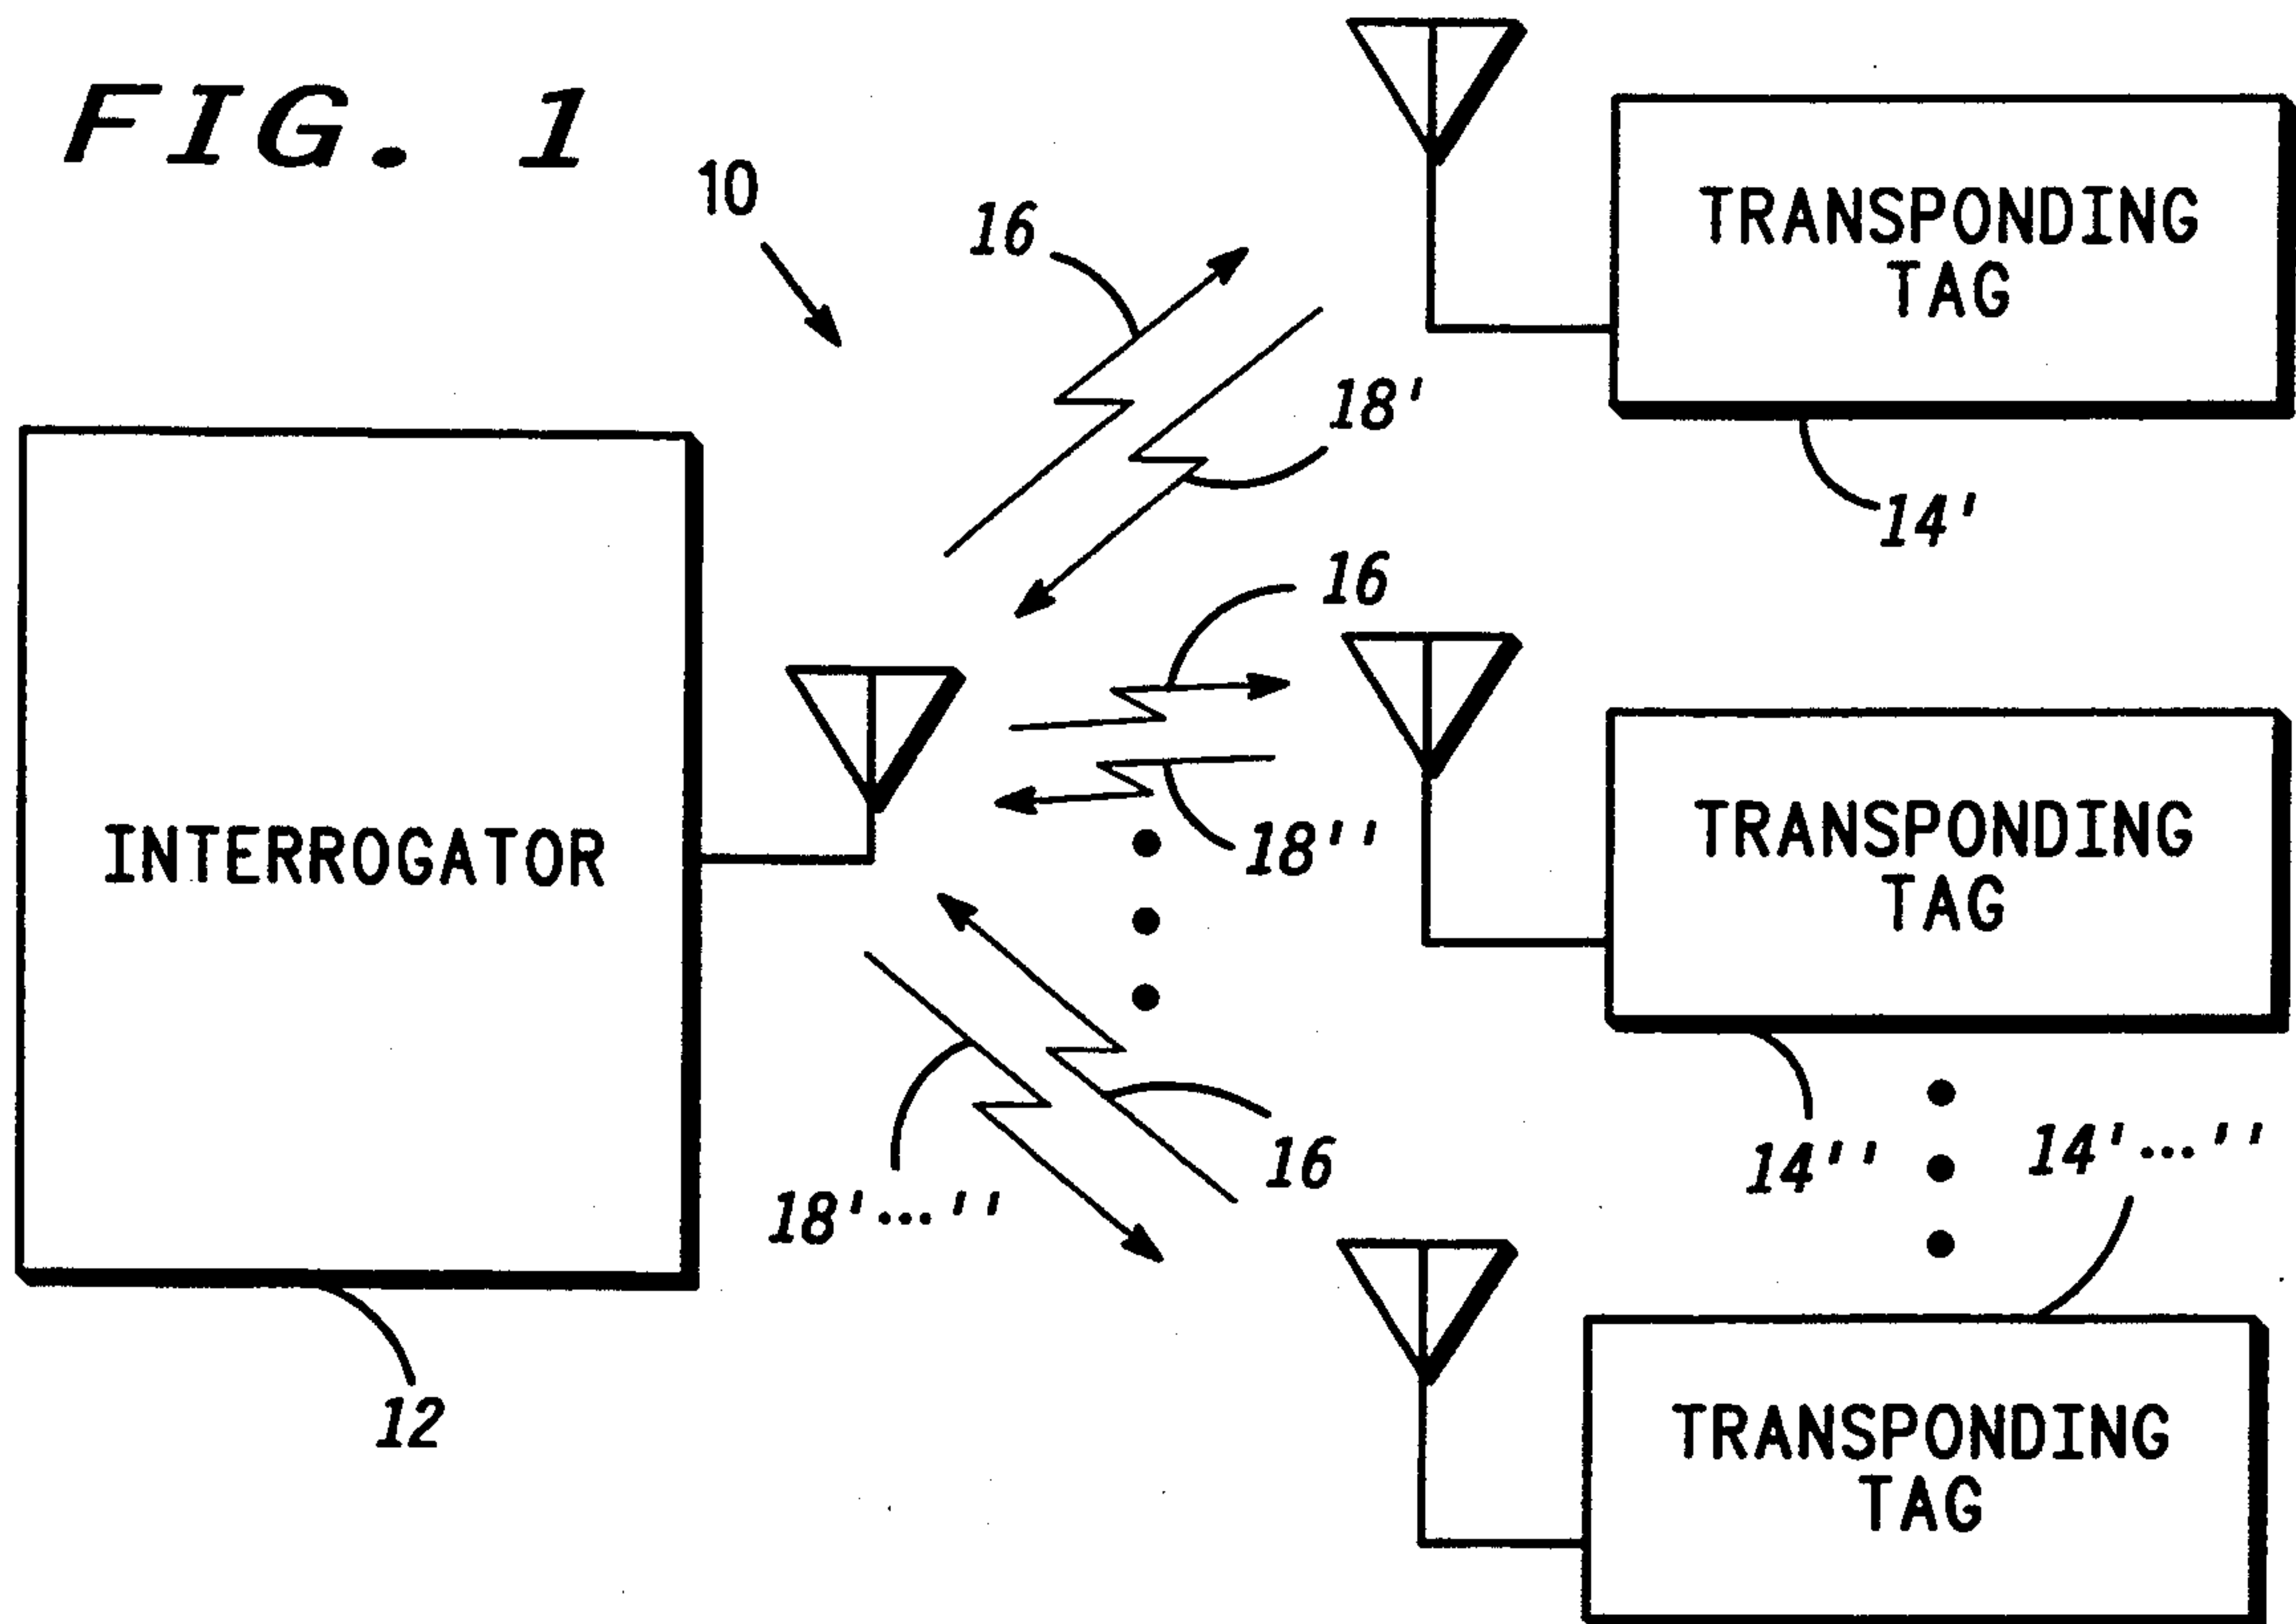 FIG. 1
10
16
TRANSPONDING
TAG
18'
14'
16
INTERROGATOR
18''
TRANSPONDING
TAG
16
18'...''
14''
14'...''
12
TRANSPONDING
TAG